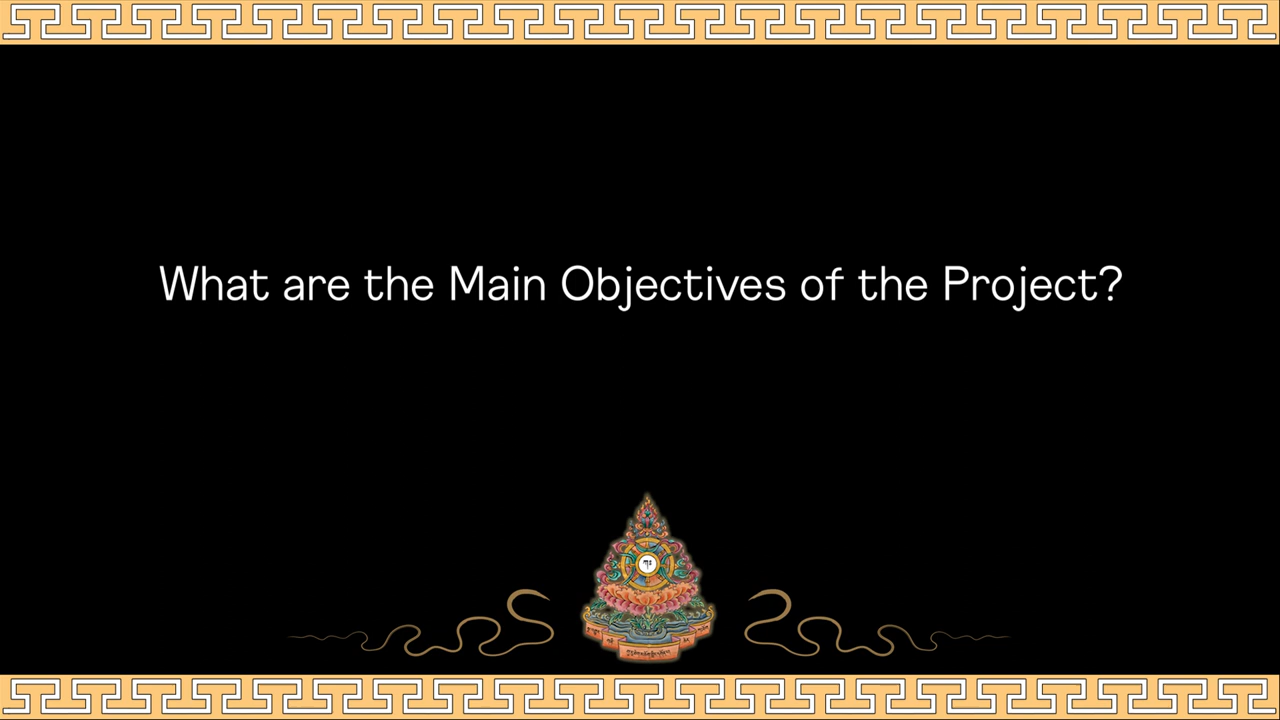 What are the Main Objectives of the Project?